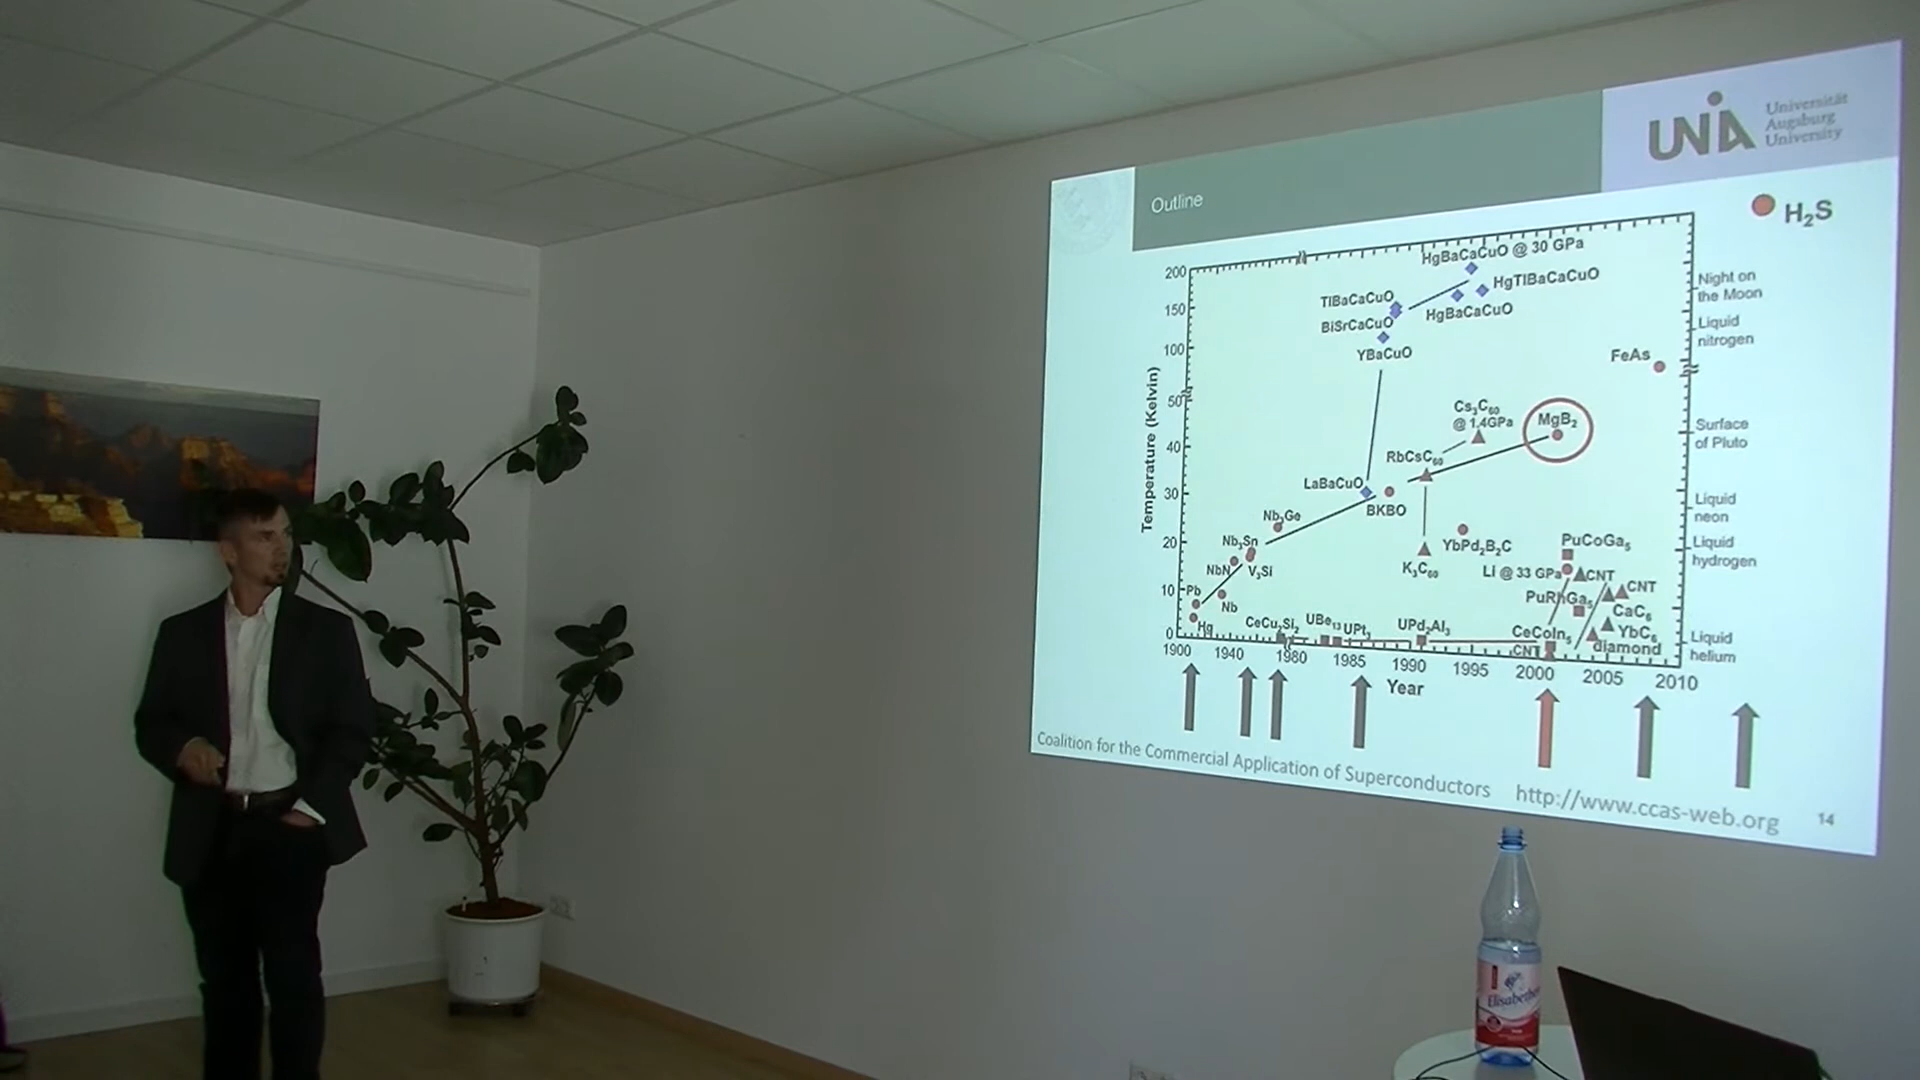 UNIA
Universität
Augsburg
University
Outline
H₂S
HgBaCaCuO @ 30 GPa
HgTlBaCaCuO
TlBaCaCuO
HgBaCaCuO
BiSrCaCuO
YBaCuO
FeAs
Cs₃C₆₀
@ 1.4GPa
MgB₂
RbCsC₆₀
LaBaCuO
BKBO
Nb₃Ge
Nb₃Sn
YbPd₂B₂C
PuCoGa₅
NbN
V₃Si
K₃C₆₀
Li @ 33 GPa
CNT
CNT
Pb
Nb
PuRhGa₅
CaC₆
Hg
CeCu₂Si₂
UBe₁₃
UPt₃
UPd₂Al₃
CeCoIn₅
YbC₆
CNT
diamond
Temperature (Kelvin)
200
150
100
50
40
30
20
10
0
Night on
the Moon
Liquid
nitrogen
Surface
of Pluto
Liquid
neon
Liquid
hydrogen
Liquid
helium
1900 1940 1980 1985 1990 1995 2000 2005 2010
Year
Coalition for the Commercial Application of Superconductors http://www.ccas-web.org
14
Elisabethen